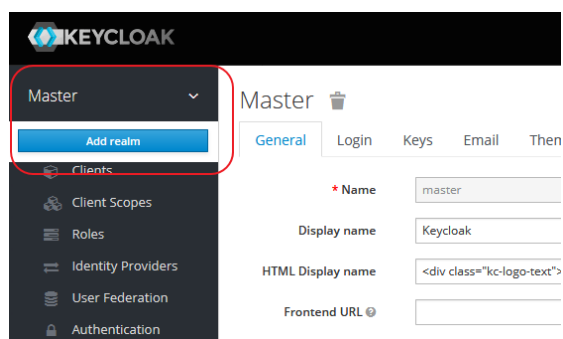 KEYCLOAK
Master
Add realm
Clients
Client Scopes
Roles
Identity Providers
User Federation
Authentication
Master
General Login Keys Email
* Name master
Display name Keycloak
HTML Display name <div class="kc-logo-text">
Frontend URL